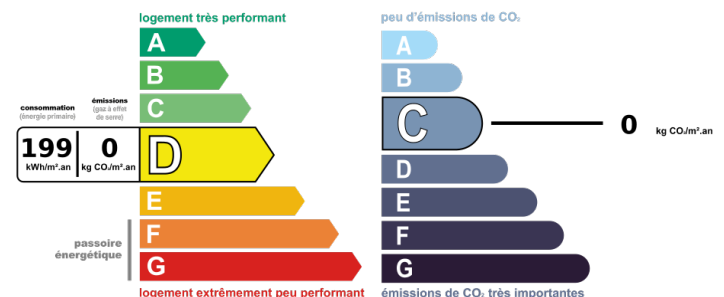 logement très performant
A
B
C
consommation
(énergie primaire)
émissions
(gaz à effet
de serre)
199
kWh/m².an
0
kg CO₂/m².an
D
E
F
G
passoire
énergétique
logement extrêmement peu performant
peu d'émissions de CO₂
A
B
C
0
kg CO₂/m².an
D
E
F
G
émissions de CO₂ très importantes